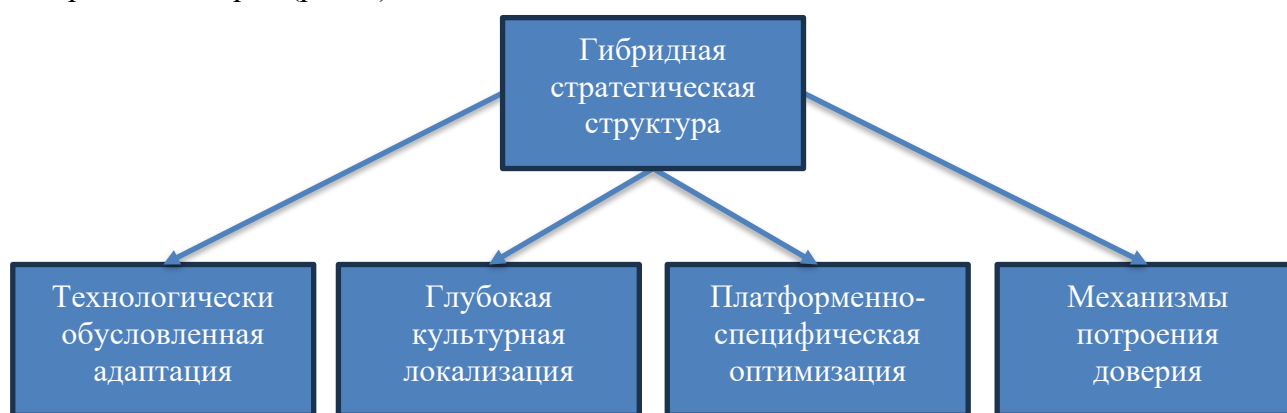 Гибридная
стратегическая
структура
Технологически
обусловленная
адаптация
Глубокая
культурная
локализация
Платформенно-
специфическая
оптимизация
Механизмы
потроения
доверия